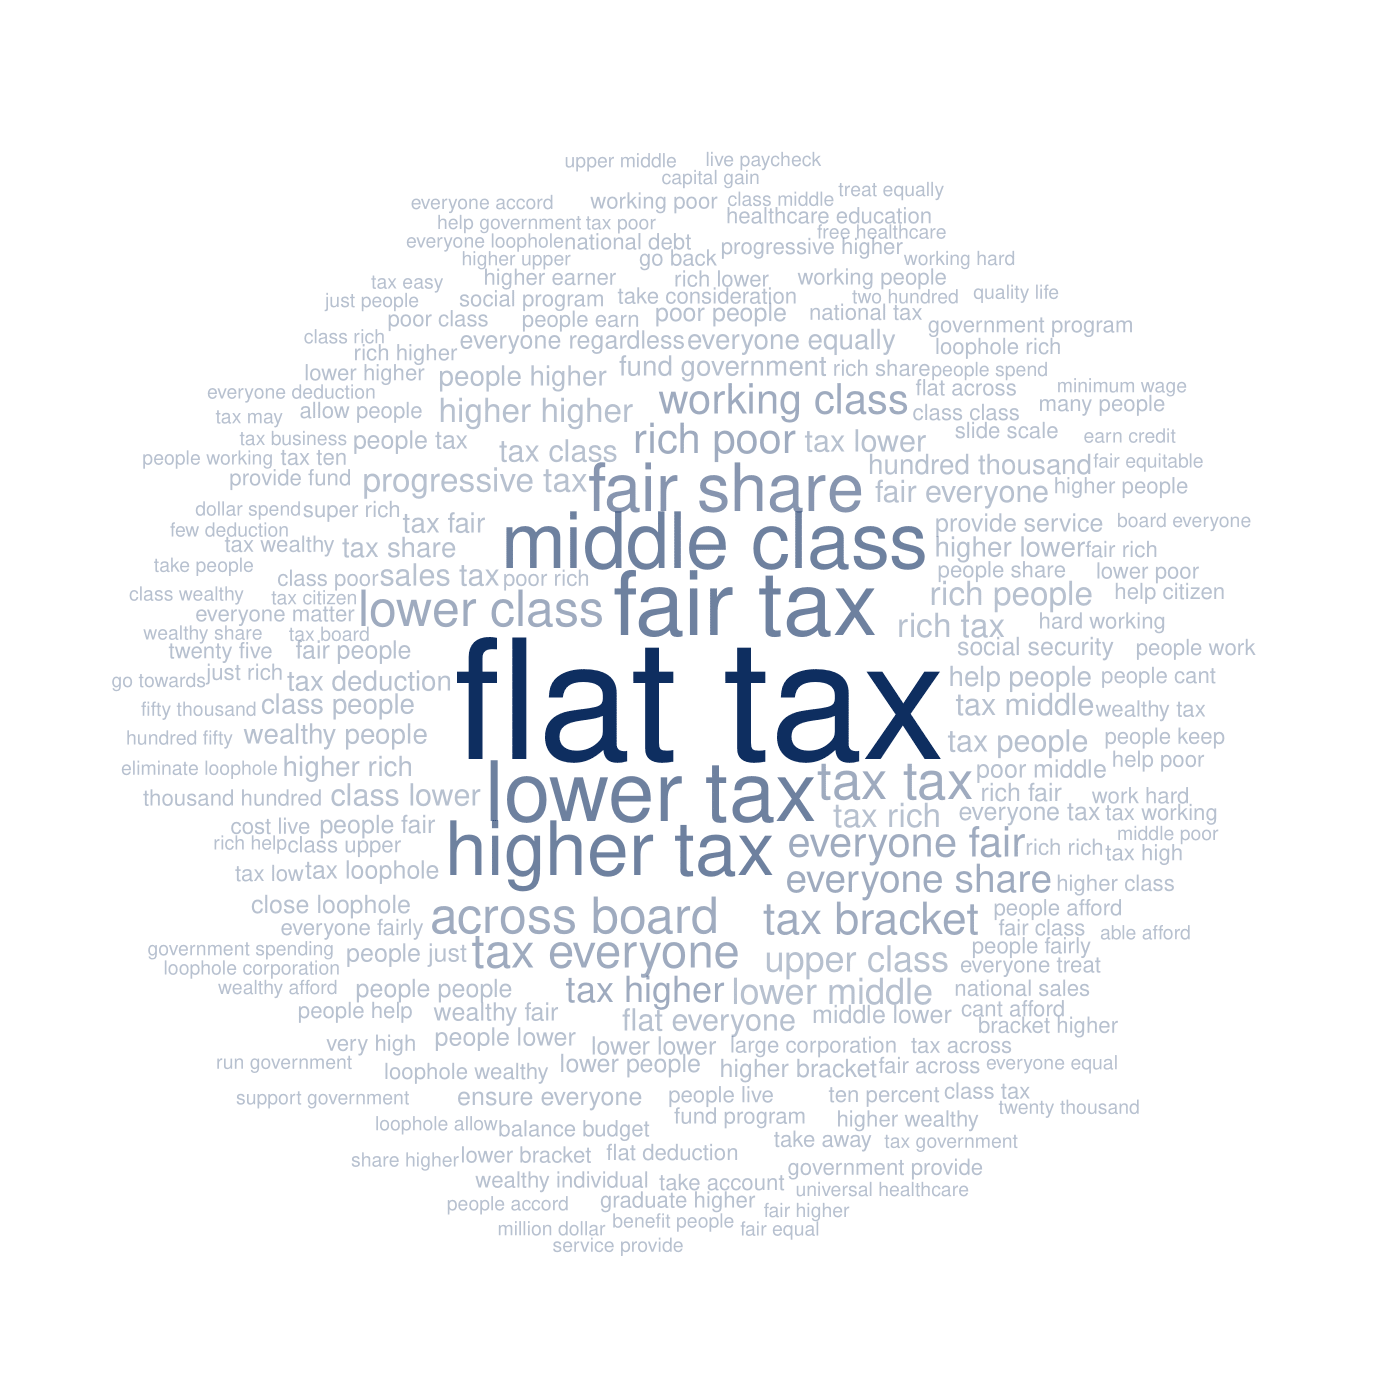 upper middle live paycheck
capital gain
everyone accord working poor class middle treat equally
help government tax poor healthcare education
everyone loophole national debt progressive higher free healthcare
higher upper go back working hard
tax easy higher earner rich lower working people
just people social program take consideration two hundred quality life
poor class people earn poor people national tax
class rich everyone regardless everyone equally government program
rich higher loophole rich
lower higher people higher fund government rich share people spend
everyone deduction flat across minimum wage
tax may allow people higher higher working class class class many people
tax business people tax tax class rich poor tax lower slide scale earn credit
people working tax ten hundred thousand fair equitable
provide fund progressive tax fair share fair everyone higher people
dollar spend super rich
few deduction tax fair provide service board everyone
tax wealthy tax share middle class higher lower fair rich
take people class poor sales tax poor rich people share lower poor
class wealthy tax citizen rich people help citizen
everyone matter lower class fair tax rich tax hard working
wealthy share tax board
twenty five fair people social security people work
go towards just rich tax deduction help people people cant
fifty thousand class people flat tax tax middle wealthy tax
hundred fifty wealthy people tax people people keep
eliminate loophole higher rich poor middle help poor
thousand hundred class lower lower tax tax tax rich fair work hard
cost live people fair tax rich everyone tax tax working
rich help class upper everyone fair rich rich middle poor
tax low tax loophole higher tax tax high
everyone share higher class
close loophole across board tax bracket people afford
everyone fairly fair class able afford
government spending people just tax everyone people fairly
loophole corporation upper class everyone treat
wealthy afford people people tax higher lower middle national sales
people help wealthy fair flat everyone middle lower cant afford
bracket higher
very high people lower lower lower large corporation tax across
run government loophole wealthy lower people higher bracket fair across everyone equal
support government ensure everyone people live ten percent class tax
loophole allow balance budget fund program higher wealthy twenty thousand
take away tax government
share higher lower bracket flat deduction government provide
wealthy individual take account universal healthcare
people accord graduate higher fair higher
million dollar benefit people fair equal
service provide